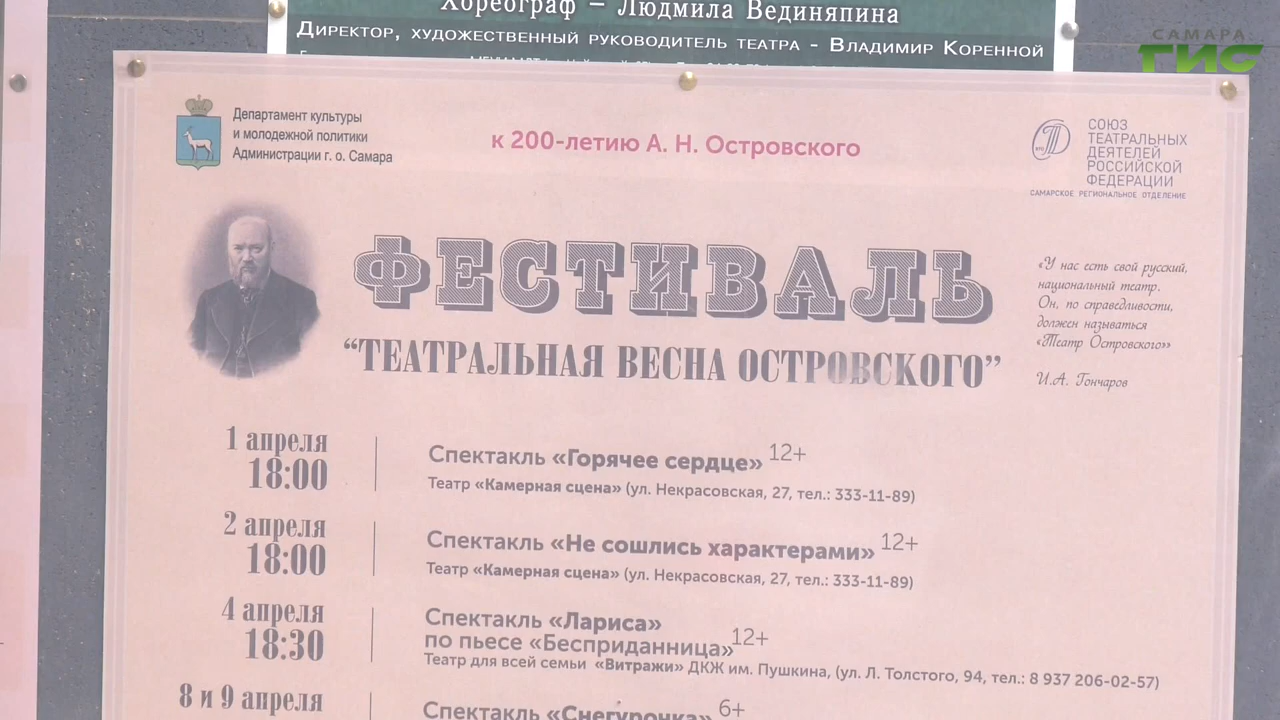 Хореограф – Людмила Вединяпина
Директор, художественный руководитель театра - Владимир Коренной
САМАРА
ГИС
Департамент культуры
и молодежной политики
Администрации г. о. Самара
к 200-летию А. Н. Островского
СОЮЗ
ТЕАТРАЛЬНЫХ
ДЕЯТЕЛЕЙ
РОССИЙСКОЙ
ФЕДЕРАЦИИ
САМАРСКОЕ РЕГИОНАЛЬНОЕ ОТДЕЛЕНИЕ
ФЕСТИВАЛЬ
“ТЕАТРАЛЬНАЯ ВЕСНА ОСТРОВСКОГО”
«У нас есть свой русский,
национальный театр.
Он, по справедливости,
должен называться
«Театр Островского»»
И.А. Гончаров
1 апреля
18:00
Спектакль «Горячее сердце» 12+
Театр «Камерная сцена» (ул. Некрасовская, 27, тел.: 333-11-89)
2 апреля
18:00
Спектакль «Не сошлись характерами» 12+
Театр «Камерная сцена» (ул. Некрасовская, 27, тел.: 333-11-89)
4 апреля
18:30
Спектакль «Лариса»
по пьесе «Бесприданница» 12+
Театр для всей семьи «Витражи» ДКЖ им. Пушкина, (ул. Л. Толстого, 94, тел.: 8 937 206-02-57)
8 и 9 апреля
Спектакль «Снегурочка» 6+